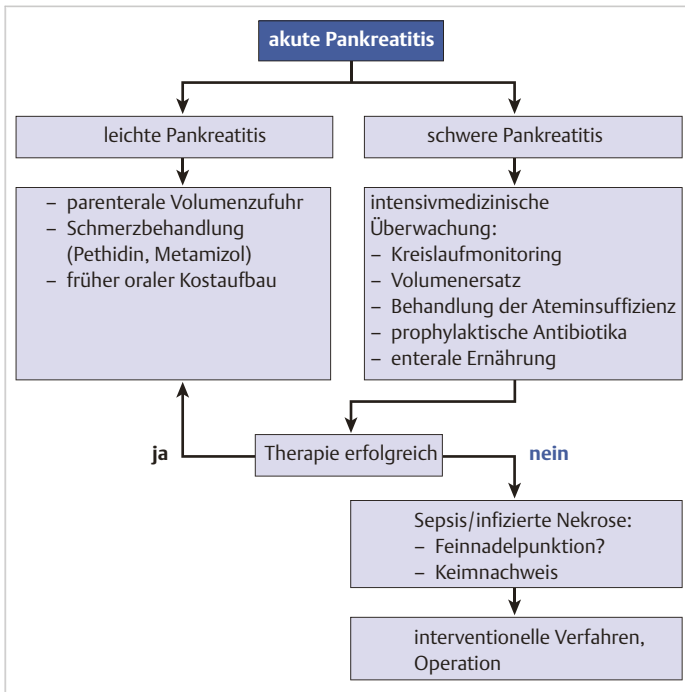 akute Pankreatitis
leichte Pankreatitis
schwere Pankreatitis
– parenterale Volumenzufuhr
– Schmerzbehandlung
(Pethidin, Metamizol)
– früher oraler Kostaufbau
intensivmedizinische
Überwachung:
– Kreislaufmonitoring
– Volumenersatz
– Behandlung der Ateminsuffizienz
– prophylaktische Antibiotika
– enterale Ernährung
ja
Therapie erfolgreich
nein
Sepsis/infizierte Nekrose:
– Feinnadelpunktion?
– Keimnachweis
interventionelle Verfahren,
Operation